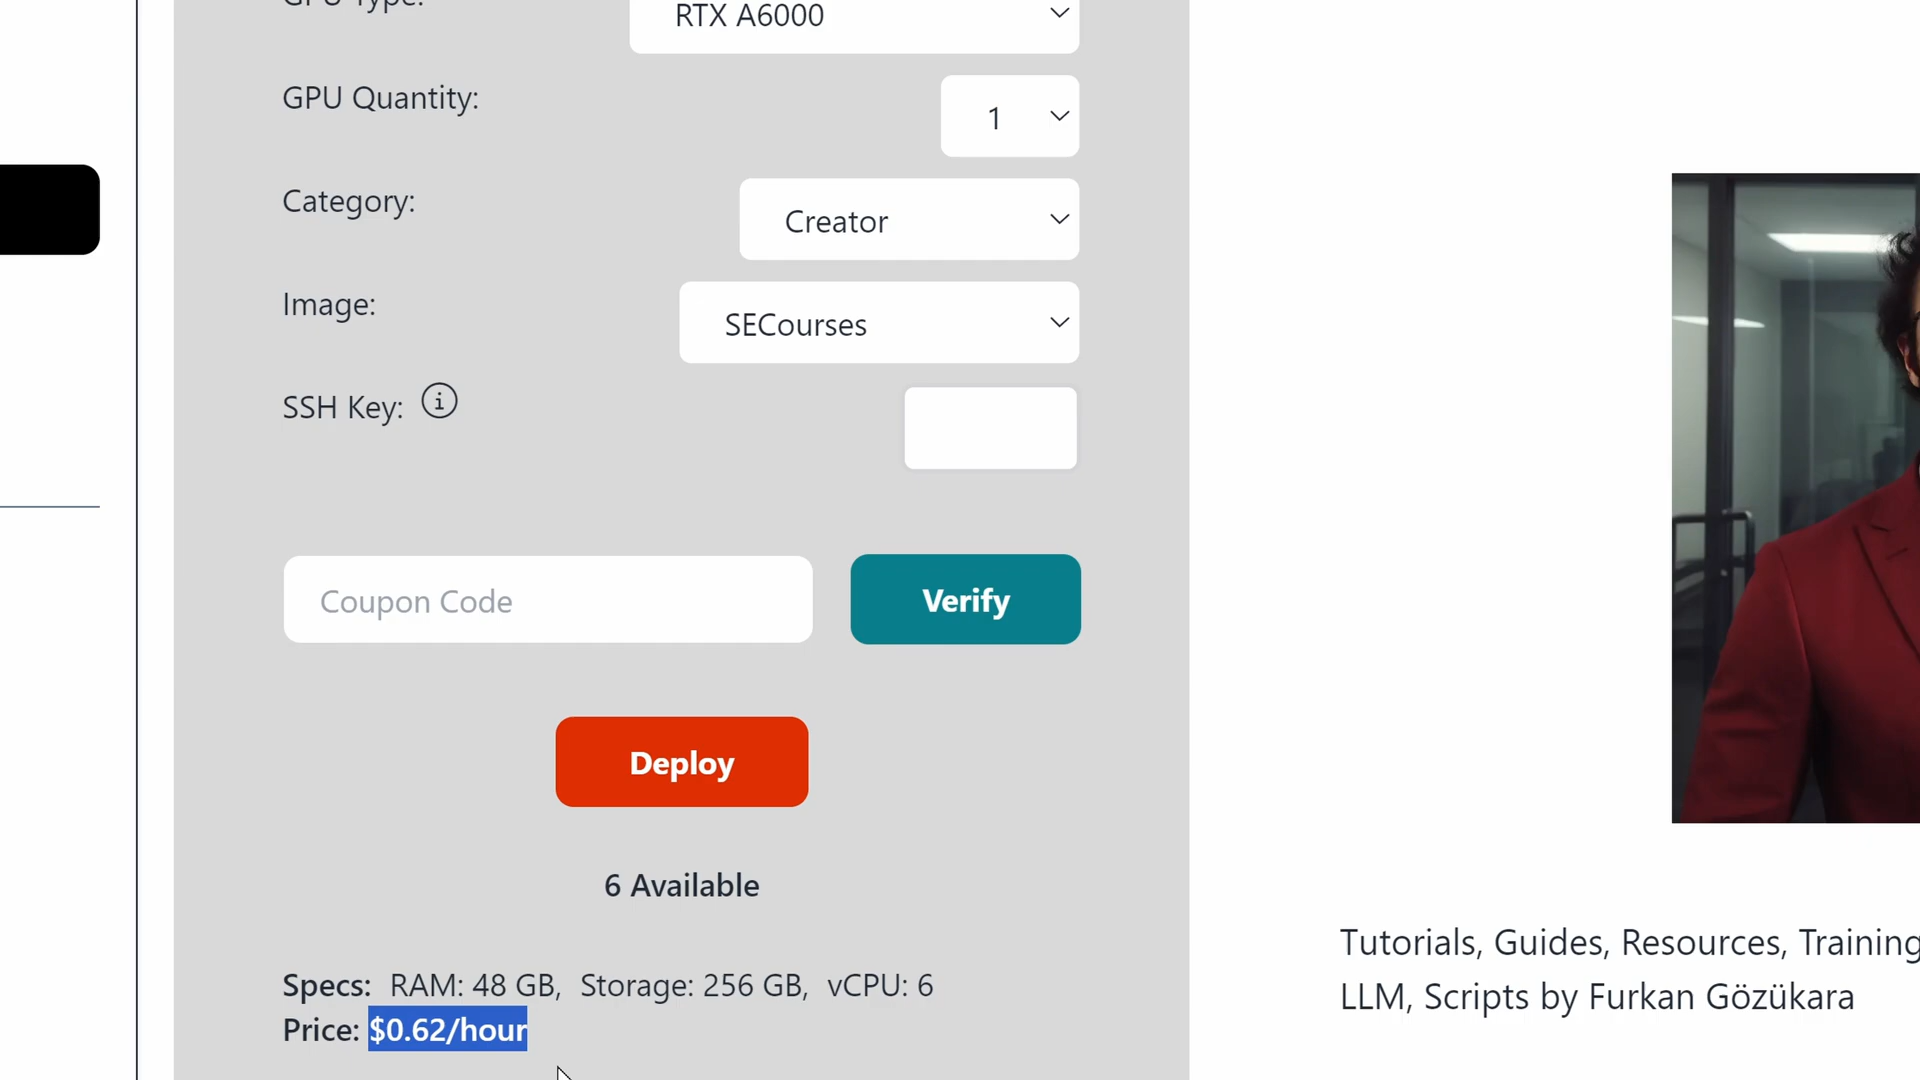 GPU Type:
RTX A6000
GPU Quantity:
1
Category:
Creator
Image:
SECourses
SSH Key:
Coupon Code
Verify
Deploy
6 Available
Specs: RAM: 48 GB, Storage: 256 GB, vCPU: 6
Price: $0.62/hour
Tutorials, Guides, Resources, Training
LLM, Scripts by Furkan Gözükara